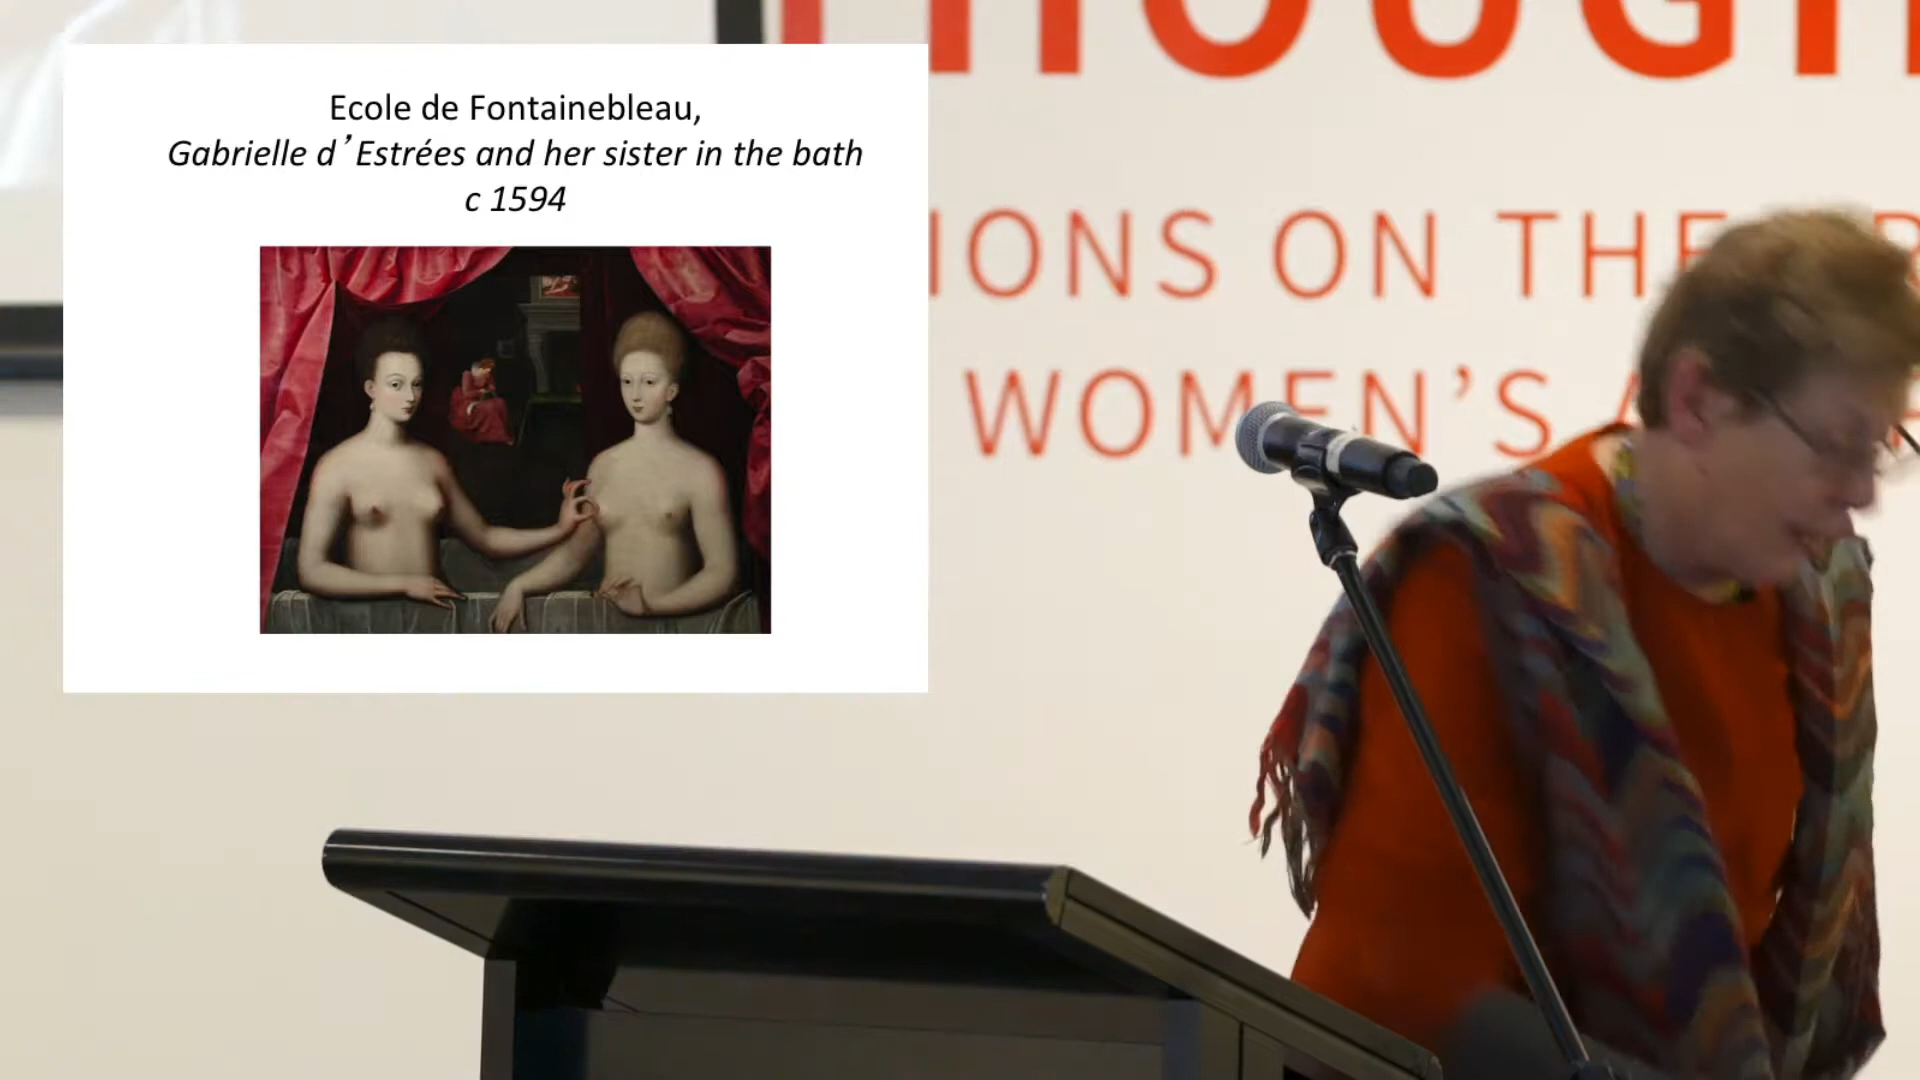 Ecole de Fontainebleau,
Gabrielle d’Estrées and her sister in the bath
c 1594
IONS ON THE
WOMEN’S